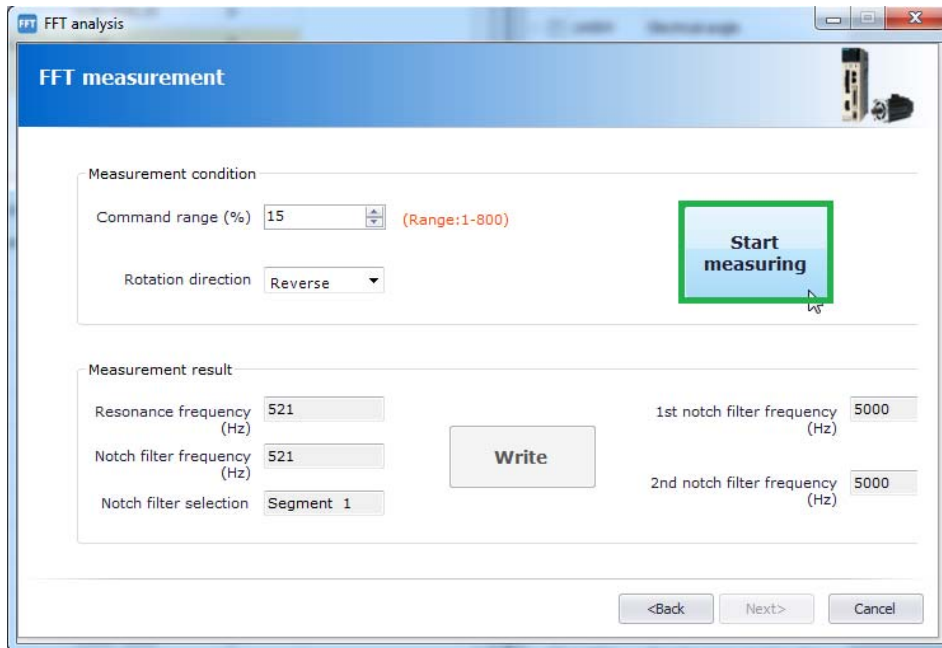 FFT FFT analysis
FFT measurement
Measurement condition
Command range (%) 15 (Range:1-800)
Rotation direction Reverse
Start
measuring
Measurement result
Resonance frequency
(Hz)
521
Notch filter frequency
(Hz)
521
Notch filter selection Segment 1
Write
1st notch filter frequency
(Hz)
5000
2nd notch filter frequency
(Hz)
5000
<Back
Next>
Cancel